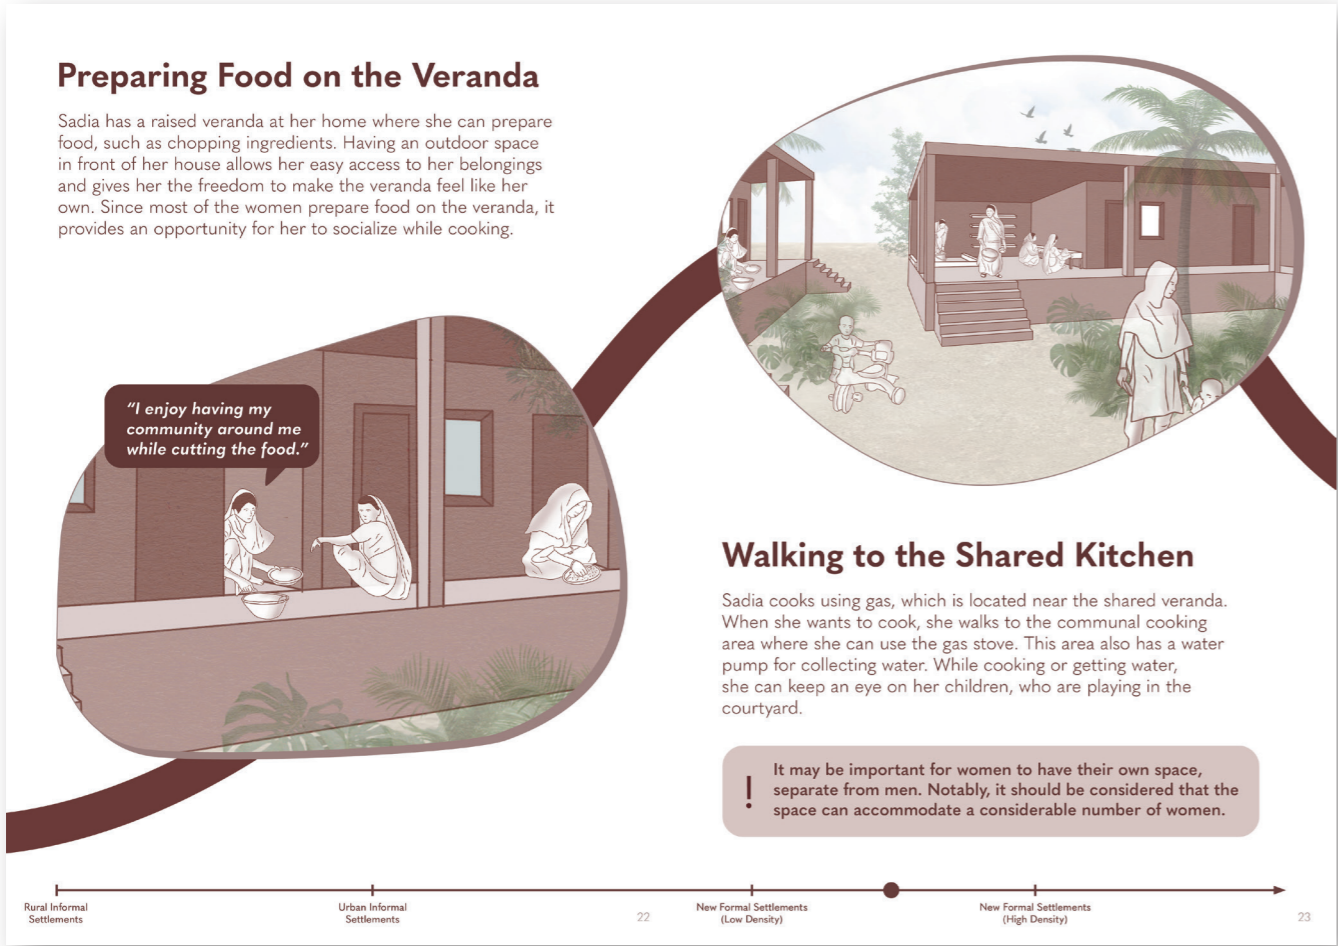 Preparing Food on the Veranda
Sadia has a raised veranda at her home where she can prepare
food, such as chopping ingredients. Having an outdoor space
in front of her house allows her easy access to her belongings
and gives her the freedom to make the veranda feel like her
own. Since most of the women prepare food on the veranda, it
provides an opportunity for her to socialize while cooking.
“I enjoy having my
community around me
while cutting the food.”
Walking to the Shared Kitchen
Sadia cooks using gas, which is located near the shared veranda.
When she wants to cook, she walks to the communal cooking
area where she can use the gas stove. This area also has a water
pump for collecting water. While cooking or getting water,
she can keep an eye on her children, who are playing in the
courtyard.
!
It may be important for women to have their own space,
separate from men. Notably, it should be considered that the
space can accommodate a considerable number of women.
Rural Informal
Settlements
Urban Informal
Settlements
22
New Formal Settlements
(Low Density)
New Formal Settlements
(High Density)
23